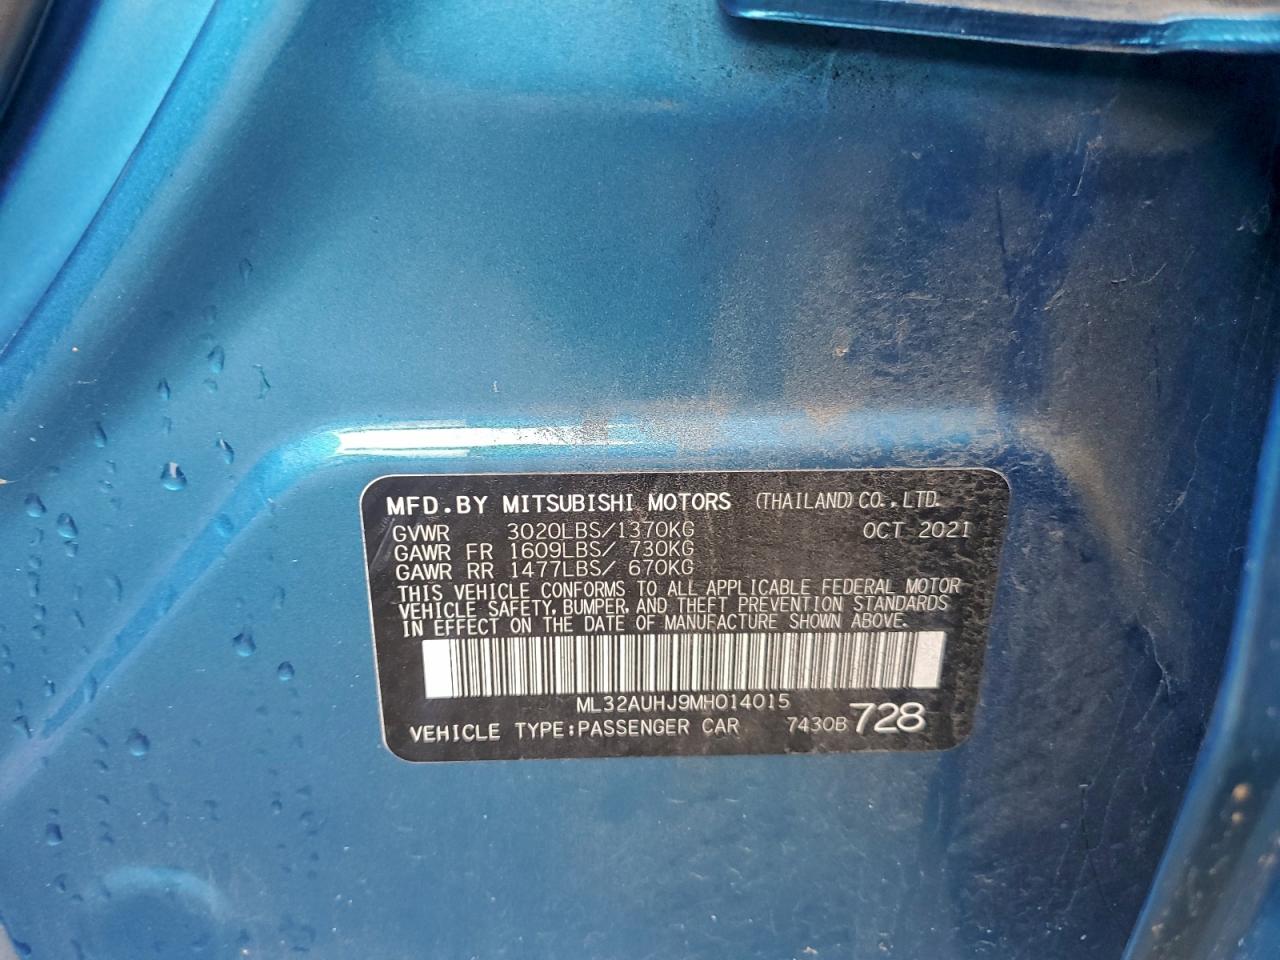 MFD.BY MITSUBISHI MOTORS (THAILAND) CO.,LTD.
GVWR 3020LBS/1370KG OCT 2021
GAWR FR 1609LBS/ 730KG
GAWR RR 1477LBS/ 670KG
THIS VEHICLE CONFORMS TO ALL APPLICABLE FEDERAL MOTOR
VEHICLE SAFETY, BUMPER, AND THEFT PREVENTION STANDARDS
IN EFFECT ON THE DATE OF MANUFACTURE SHOWN ABOVE.
ML32AUHJ9MH014015
VEHICLE TYPE:PASSENGER CAR 7430B 728